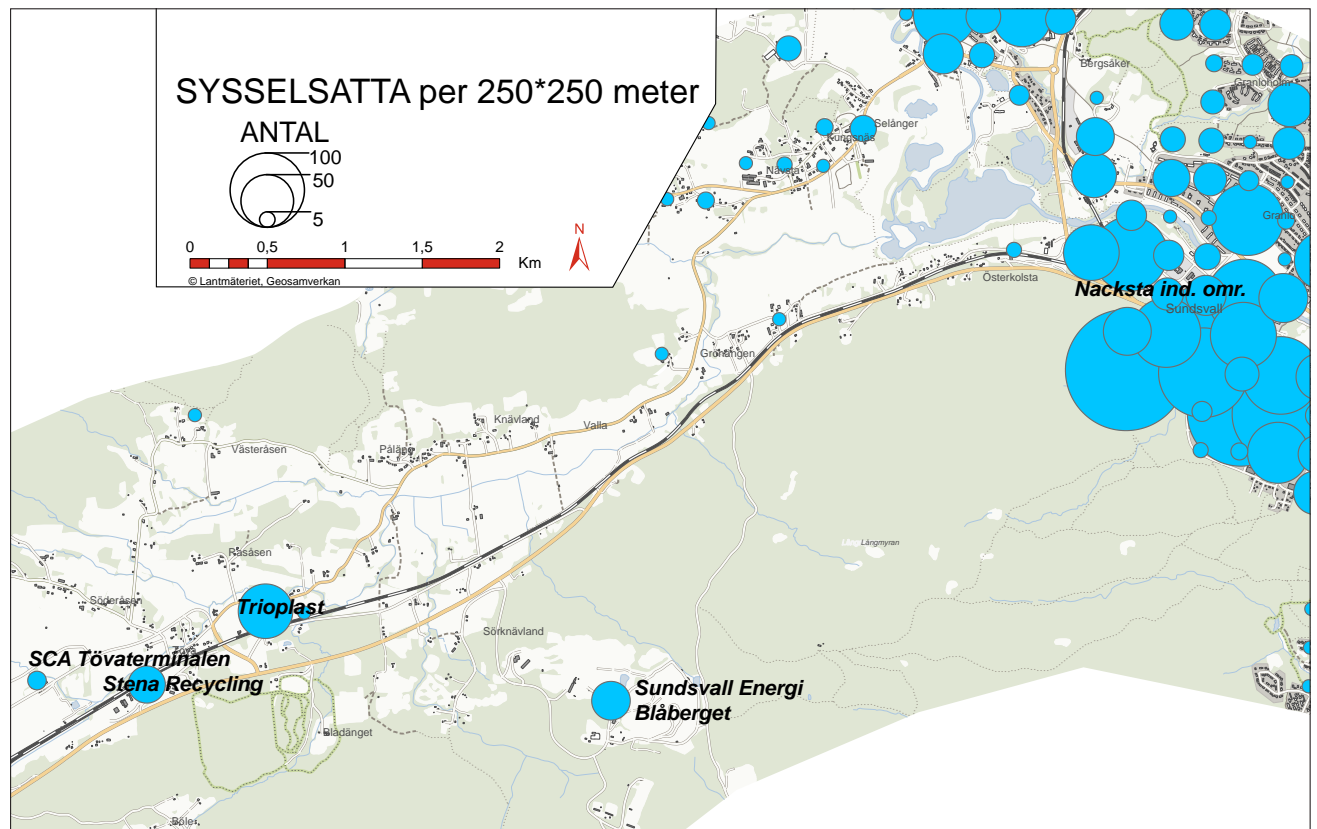 SYSSELSATTA per 250*250 meter
ANTAL
100
50
5
0 0,5 1 1,5 2 Km
N
© Lantmäteriet, Geosamverkan
Bergsåker
Granloholm
Selånger
Kungsnäs
Nävsta
Granlo
Österkolsta
Nacksta ind. omr.
Sundsvall
Grönängen
Knävland
Valla
Västeråsen
Påläng
Långmyran
Råsåsen
Söderåsen
Trioplast
Sörknävland
SCA Tövaterminalen
Stena Recycling
Sundsvall Energi
Blåberget
Blådänget
Böle